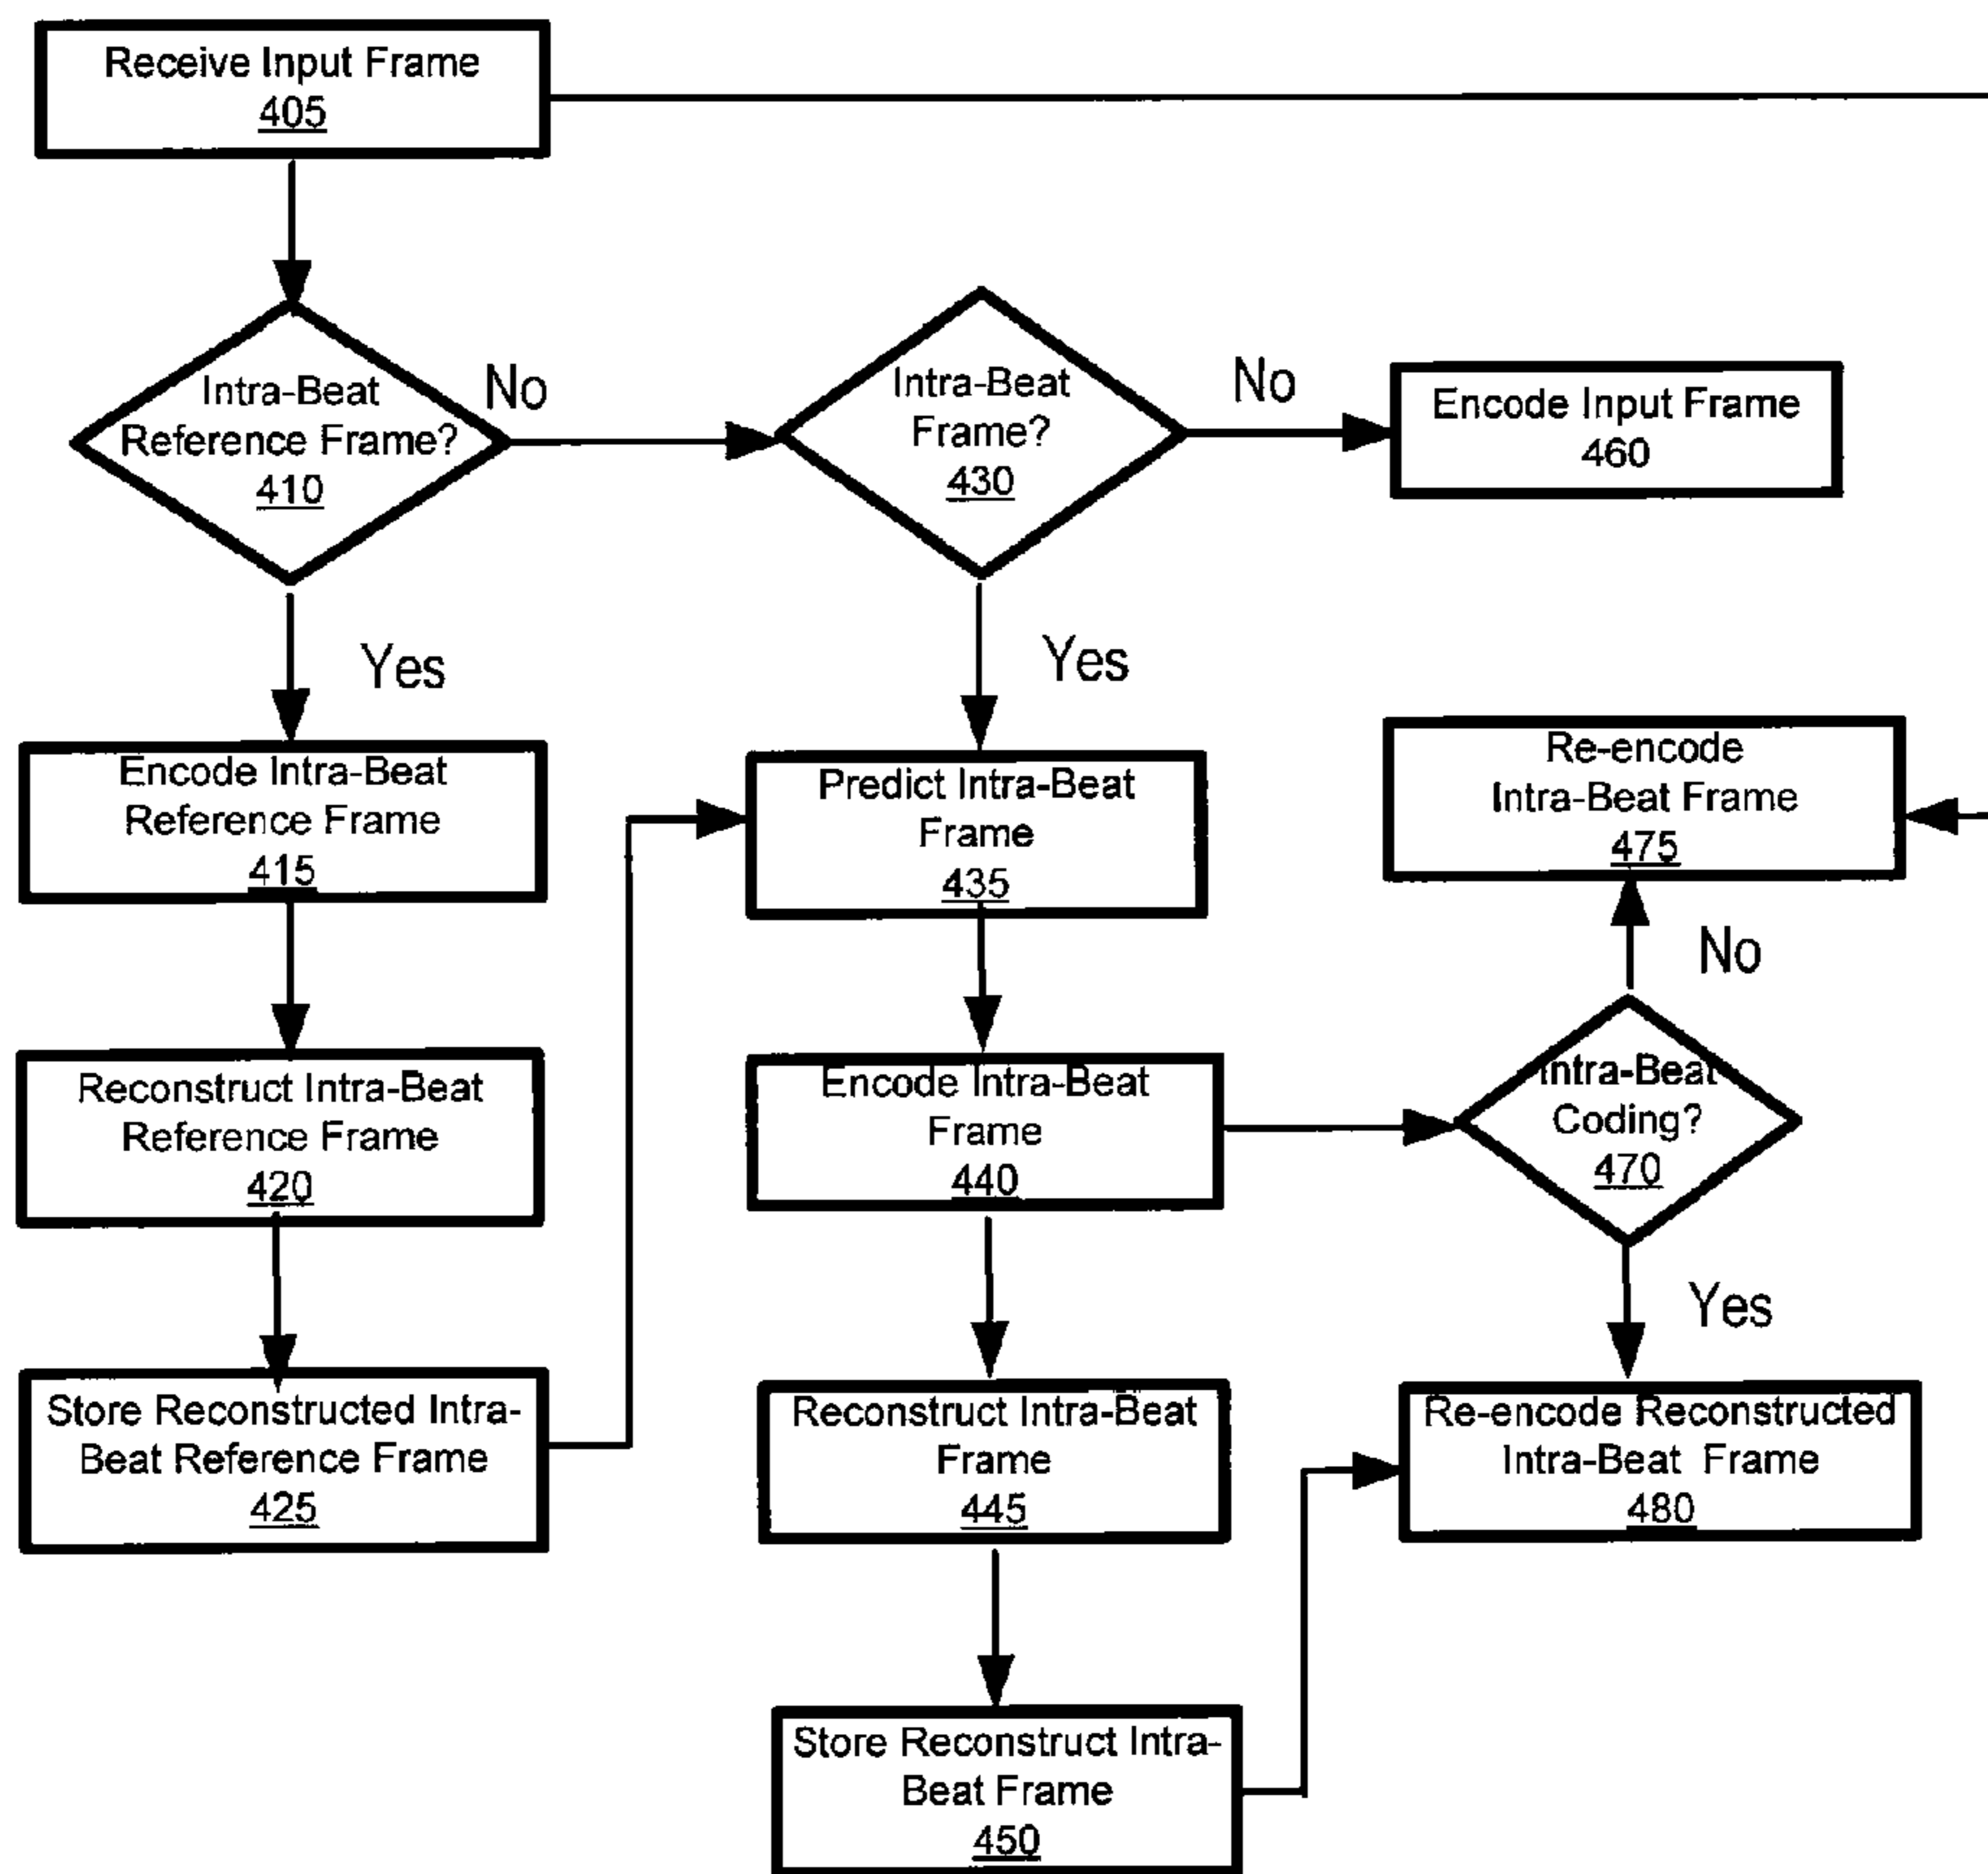 Receive Input Frame
405
Intra-Beat
Reference Frame?
410
No
Intra-Beat
Frame?
430
No
Encode Input Frame
460
Yes
Yes
Encode Intra-Beat
Reference Frame
415
Predict Intra-Beat
Frame
435
Re-encode
Intra-Beat Frame
475
No
Reconstruct Intra-Beat
Reference Frame
420
Encode Intra-Beat
Frame
440
Intra-Beat
Coding?
470
Yes
Store Reconstructed Intra-
Beat Reference Frame
425
Reconstruct Intra-Beat
Frame
445
Re-encode Reconstructed
Intra-Beat Frame
480
Store Reconstruct Intra-
Beat Frame
450